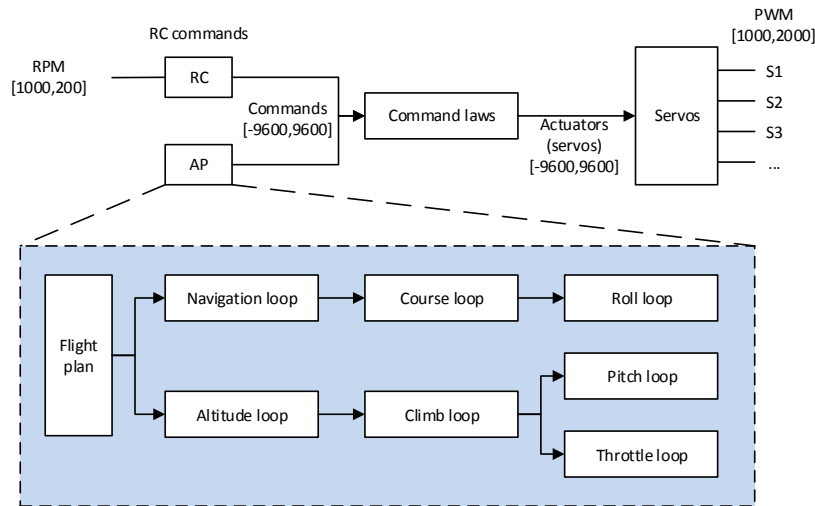 RC commands
PWM
[1000,2000]
RPM
[1000,200]
RC
Commands
[-9600,9600]
Command laws
Actuators
(servos)
[-9600,9600]
Servos
S1
S2
S3
...
AP
Flight
plan
Navigation loop
Course loop
Roll loop
Altitude loop
Climb loop
Pitch loop
Throttle loop